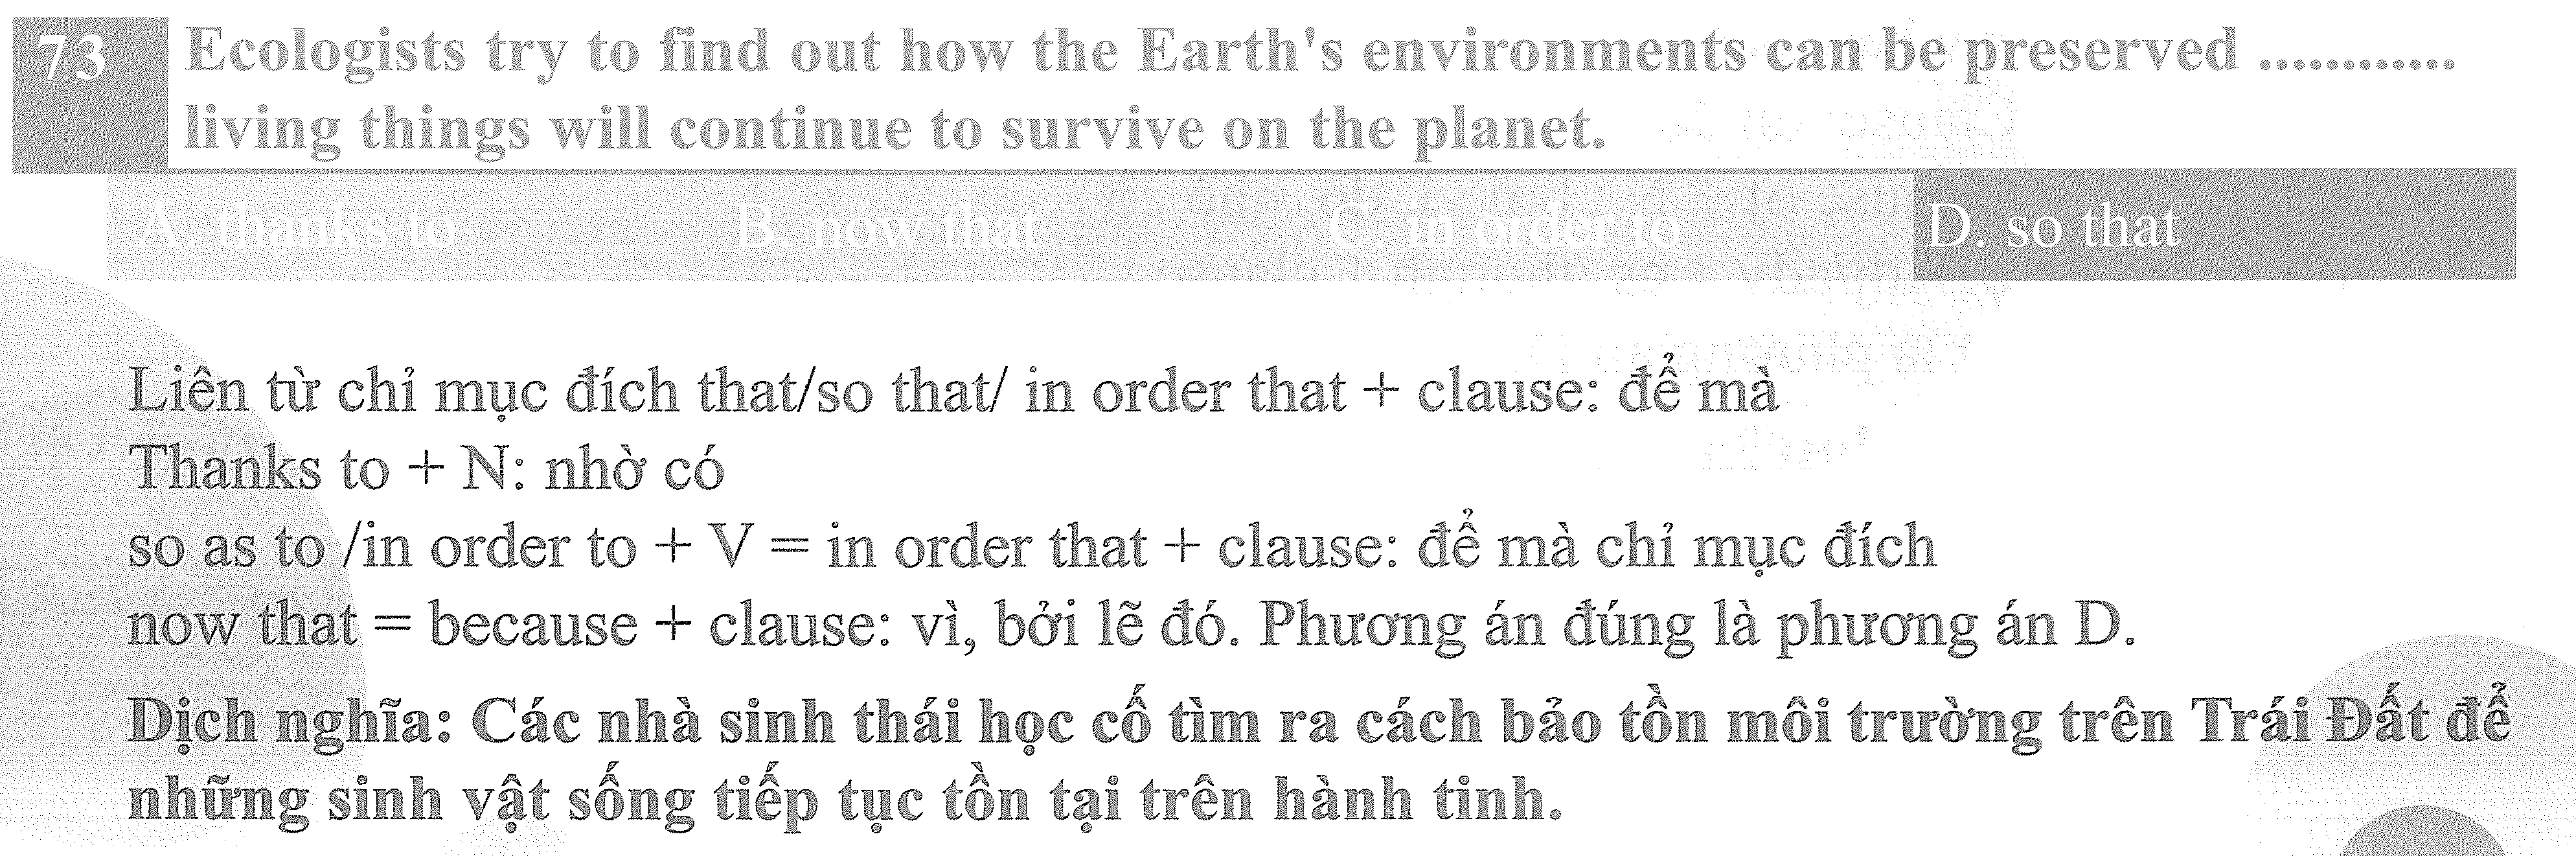 73
Ecologists try to find out how the Earth's environments can be preserved ............
living things will continue to survive on the planet.
A. thanks to B. now that C. in order to D. so that
Liên từ chỉ mục đích that/so that/ in order that + clause: để mà
Thanks to + N: nhờ có
so as to /in order to + V = in order that + clause: để mà chỉ mục đích
now that = because + clause: vì, bởi lẽ đó. Phương án đúng là phương án D.
Dịch nghĩa: Các nhà sinh thái học cố tìm ra cách bảo tồn môi trường trên Trái Đất để
những sinh vật sống tiếp tục tồn tại trên hành tinh.